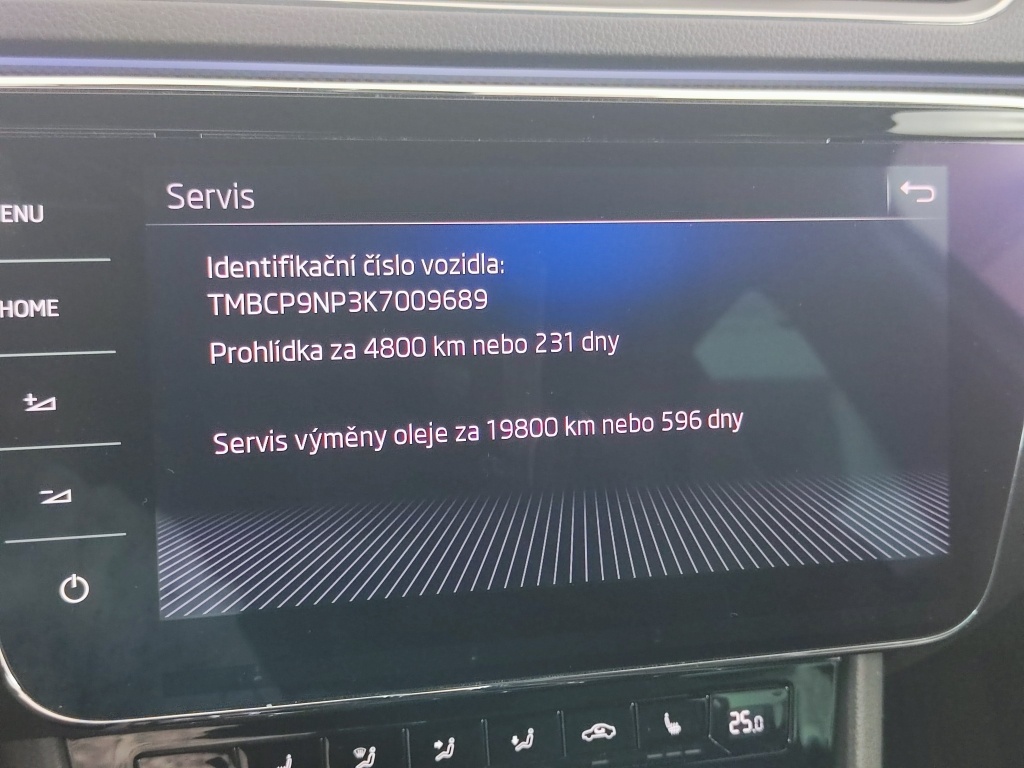 Servis
ENU
HOME
Identifikační číslo vozidla:
TMBCP9NP3K7009689
Prohlídka za 4800 km nebo 231 dny
Servis výměny oleje za 19800 km nebo 596 dny
25.0